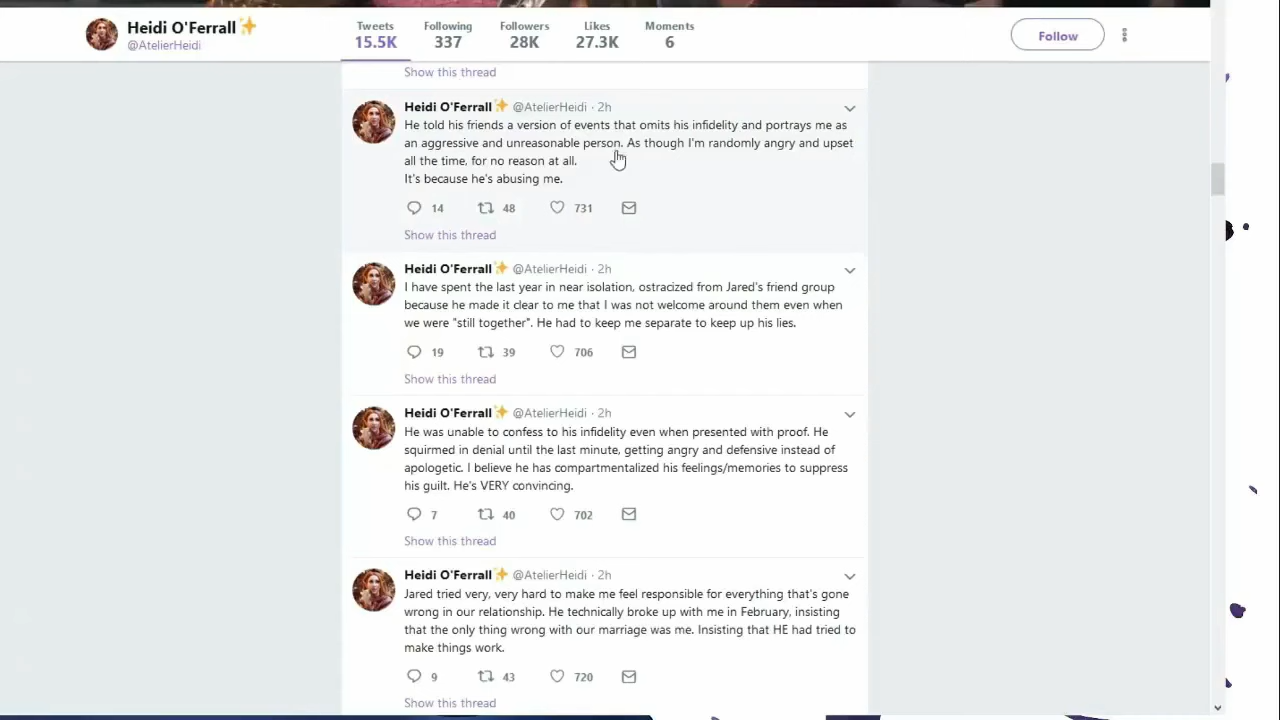 Heidi O'Ferrall✨
@AtelierHeidi
Tweets Following Followers Likes Moments
15.5K 337 28K 27.3K 6
Follow
Show this thread
Heidi O'Ferrall✨ @AtelierHeidi · 2h
He told his friends a version of events that omits his infidelity and portrays me as
an aggressive and unreasonable person. As though I'm randomly angry and upset
all the time, for no reason at all.
It's because he's abusing me.
14 48 731
Show this thread
Heidi O'Ferrall✨ @AtelierHeidi · 2h
I have spent the last year in near isolation, ostracized from Jared's friend group
because he made it clear to me that I was not welcome around them even when
we were "still together". He had to keep me separate to keep up his lies.
19 39 706
Show this thread
Heidi O'Ferrall✨ @AtelierHeidi · 2h
He was unable to confess to his infidelity even when presented with proof. He
squirmed in denial until the last minute, getting angry and defensive instead of
apologetic. I believe he has compartmentalized his feelings/memories to suppress
his guilt. He's VERY convincing.
7 40 702
Show this thread
Heidi O'Ferrall✨ @AtelierHeidi · 2h
Jared tried very, very hard to make me feel responsible for everything that's gone
wrong in our relationship. He technically broke up with me in February, insisting
that the only thing wrong with our marriage was me. Insisting that HE had tried to
make things work.
9 43 720
Show this thread